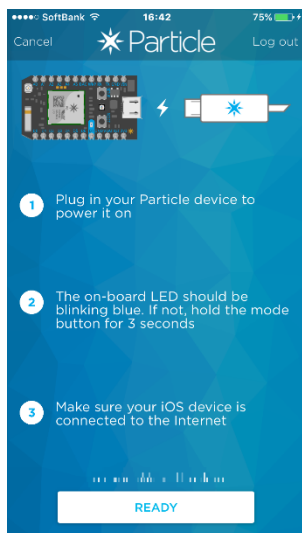 SoftBank 16:42 75%
Cancel Particle Log out
1 Plug in your Particle device to
power it on
2 The on-board LED should be
blinking blue. If not, hold the mode
button for 3 seconds
3 Make sure your iOS device is
connected to the Internet
READY